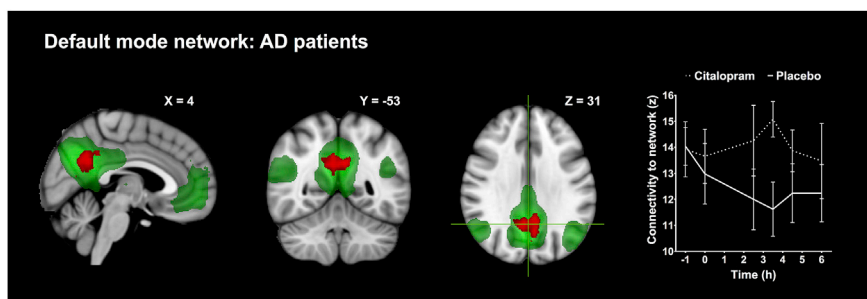 Default mode network: AD patients
X = 4
Y = -53
Z = 31
Citalopram
Placebo
Connectivity to network (z)
16
15
14
13
12
11
10
-1 0 1 2 3 4 5 6
Time (h)